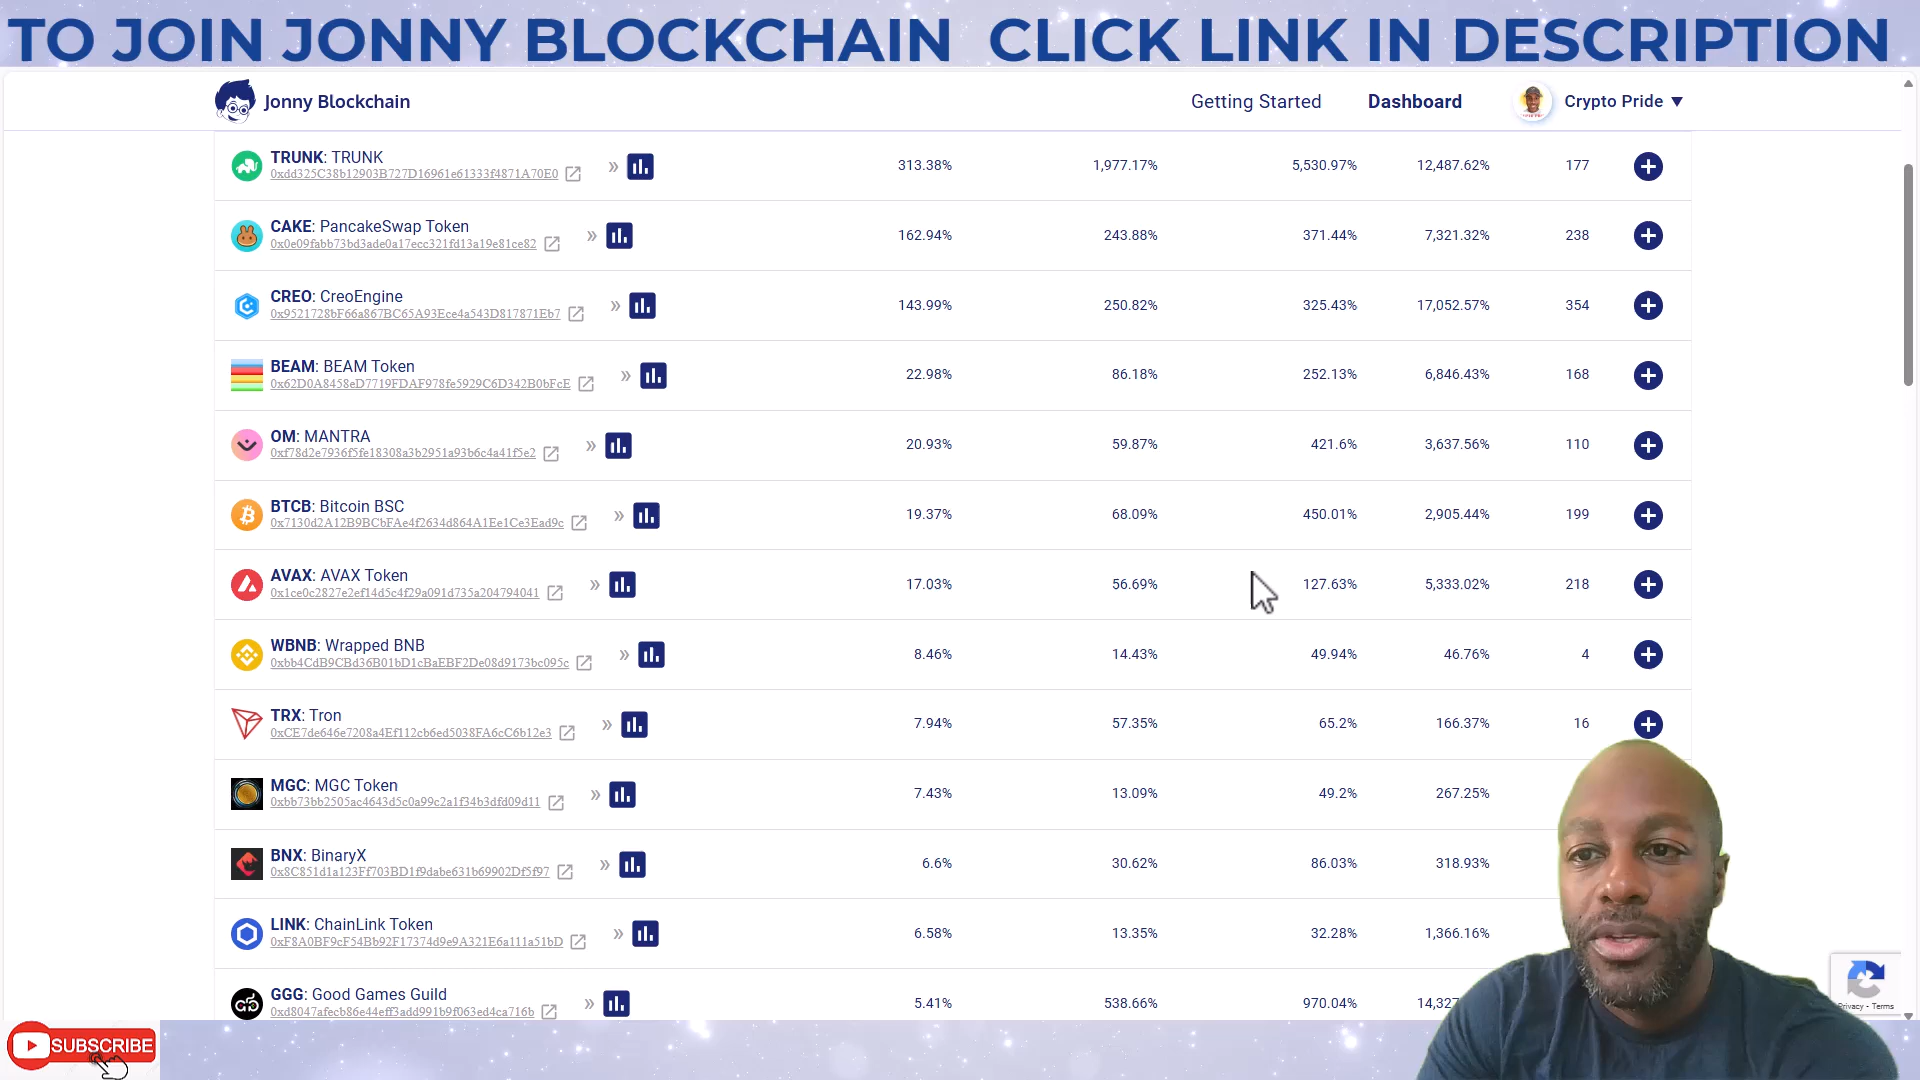 TO JOIN JONNY BLOCKCHAIN CLICK LINK IN DESCRIPTION
Jonny Blockchain Getting Started Dashboard Crypto Pride ▼
TRUNK: TRUNK
0xdd325C38b12903B727D16961e61333f4871A70E0 » 313.38% 1,977.17% 5,530.97% 12,487.62% 177
CAKE: PancakeSwap Token
0x0e09fabb73bd3ade0a17ecc321fd13a19e81ce82 » 162.94% 243.88% 371.44% 7,321.32% 238
CREO: CreoEngine
0x9521728bF66a867BC65A93Ece4a543D817871Eb7 » 143.99% 250.82% 325.43% 17,052.57% 354
BEAM: BEAM Token
0x62D0A8458eD7719FDAF978fe5929C6D342B0bFcE » 22.98% 86.18% 252.13% 6,846.43% 168
OM: MANTRA
0xf78d2e7936f5fe18308a3b2951a93b6c4a41f5e2 » 20.93% 59.87% 421.6% 3,637.56% 110
BTCB: Bitcoin BSC
0x7130d2A12B9BCbFAe4f2634d864A1Ee1Ce3Ead9c » 19.37% 68.09% 450.01% 2,905.44% 199
AVAX: AVAX Token
0x1ce0c2827e2ef14d5c4f29a091d735a204794041 » 17.03% 56.69% 127.63% 5,333.02% 218
WBNB: Wrapped BNB
0xbb4CdB9CBd36B01bD1cBaEBF2De08d9173bc095c » 8.46% 14.43% 49.94% 46.76% 4
TRX: Tron
0xCE7de646e7208a4Ef112cb6ed5038FA6cC6b12e3 » 7.94% 57.35% 65.2% 166.37% 16
MGC: MGC Token
0xbb73bb2505ac4643d5c0a99c2a1f34b3dfd09d11 » 7.43% 13.09% 49.2% 267.25%
BNX: BinaryX
0x8C851d1a123Ff703BD1f9dabe631b69902Df5f97 » 6.6% 30.62% 86.03% 318.93%
LINK: ChainLink Token
0xF8A0BF9cF54Bb92F17374d9e9A321E6a111a51bD » 6.58% 13.35% 32.28% 1,366.16%
GGG: Good Games Guild
0xd8047afecb86e44eff3add991b9f063ed4ca716b » 5.41% 538.66% 970.04%
Privacy - Terms
SUBSCRIBE